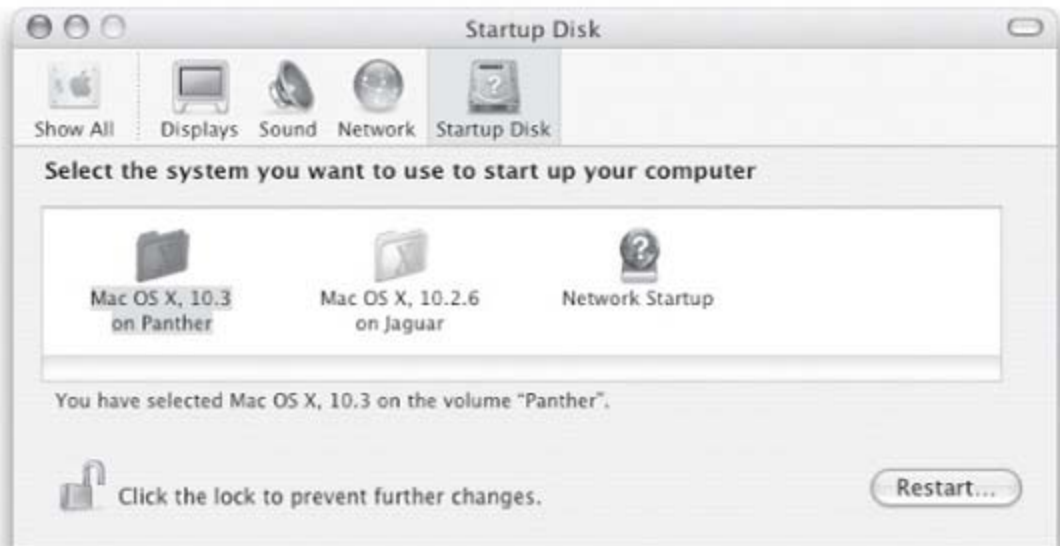 Startup Disk
Show All Displays Sound Network Startup Disk
Select the system you want to use to start up your computer
Mac OS X, 10.3
on Panther
Mac OS X, 10.2.6
on Jaguar
Network Startup
You have selected Mac OS X, 10.3 on the volume “Panther”.
Click the lock to prevent further changes.
Restart...